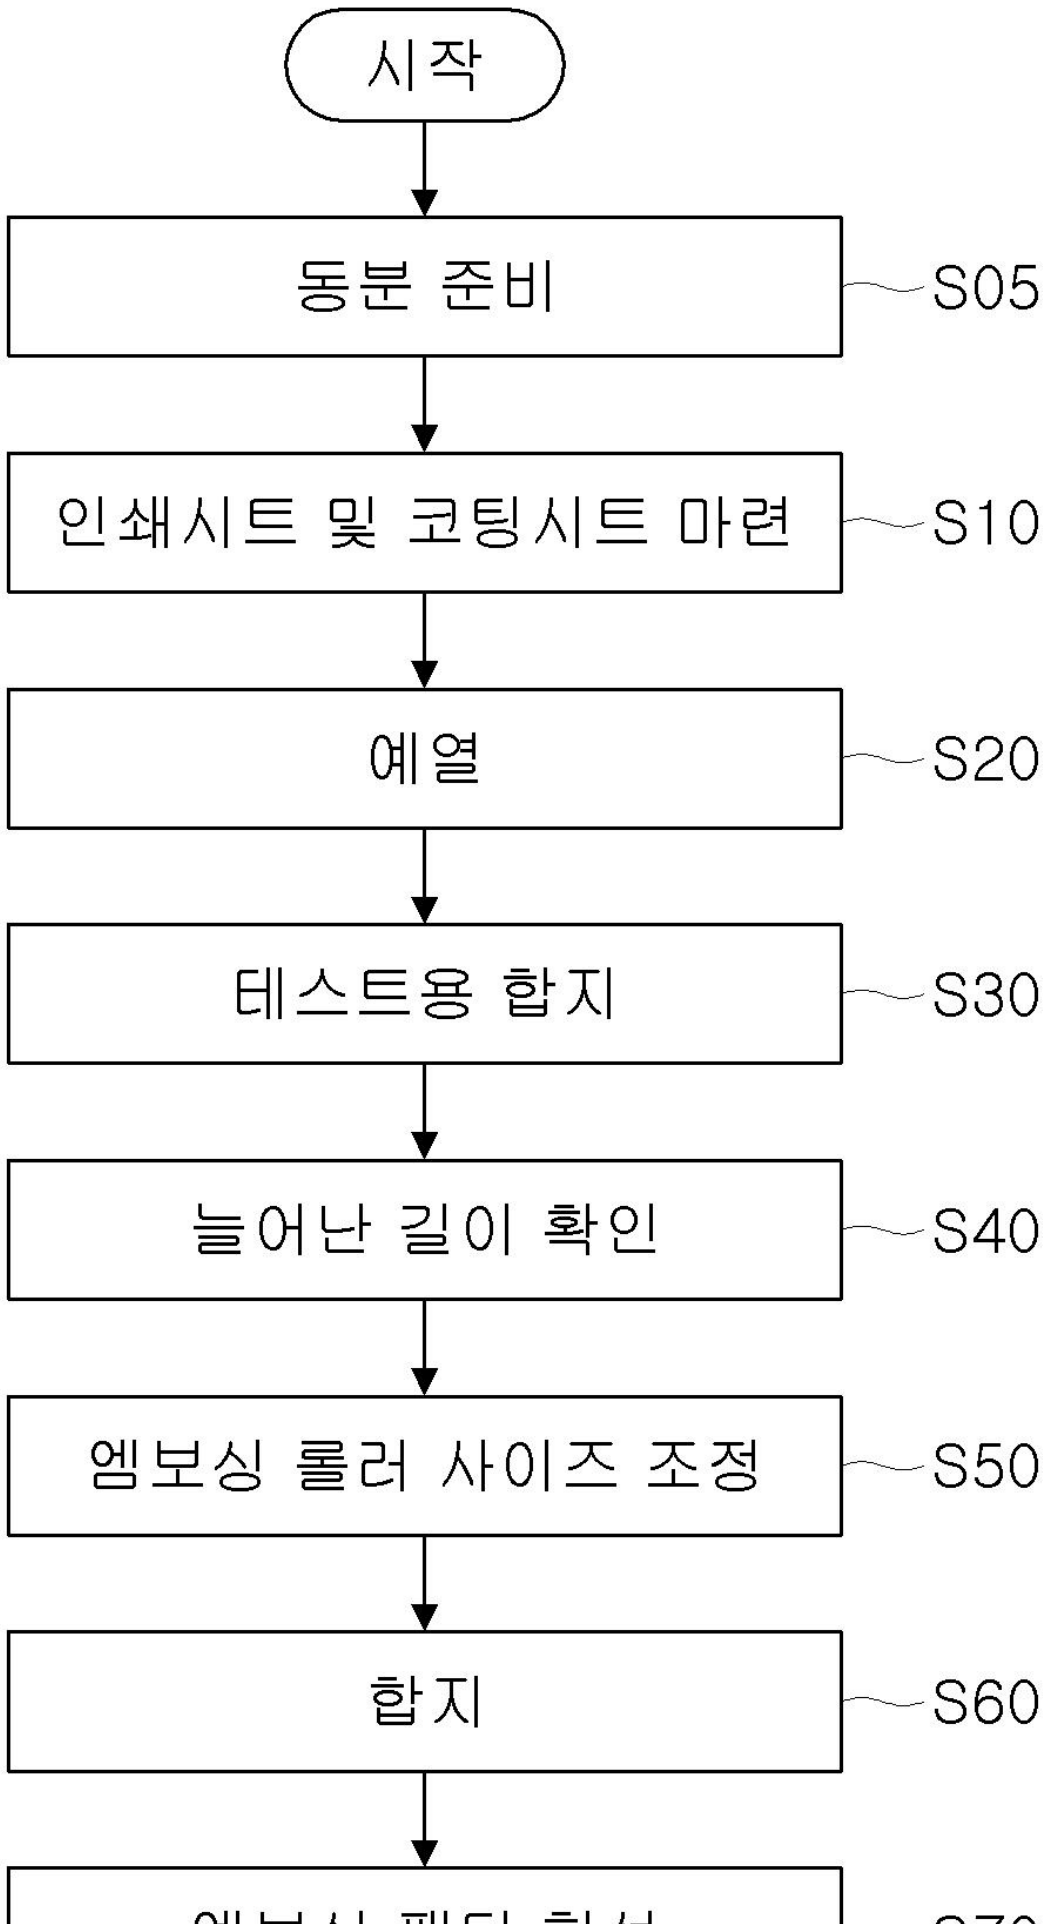 시작
동분 준비 S05
인쇄시트 및 코팅시트 마련 S10
예열 S20
테스트용 합지 S30
늘어난 길이 확인 S40
엠보싱 롤러 사이즈 조정 S50
합지 S60